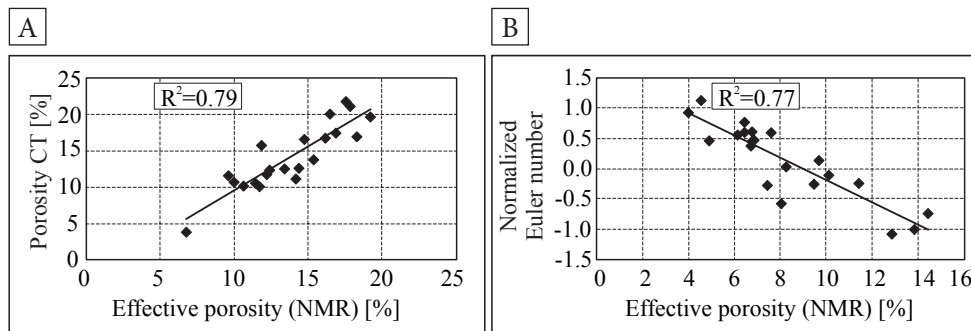 A
R²=0.79
Porosity CT [%]
25
20
15
10
5
0
0 5 10 15 20 25
Effective porosity (NMR) [%]
B
R²=0.77
Normalized
Euler number
1.5
1.0
0.5
0.0
-0.5
-1.0
-1.5
0 2 4 6 8 10 12 14 16
Effective porosity (NMR) [%]